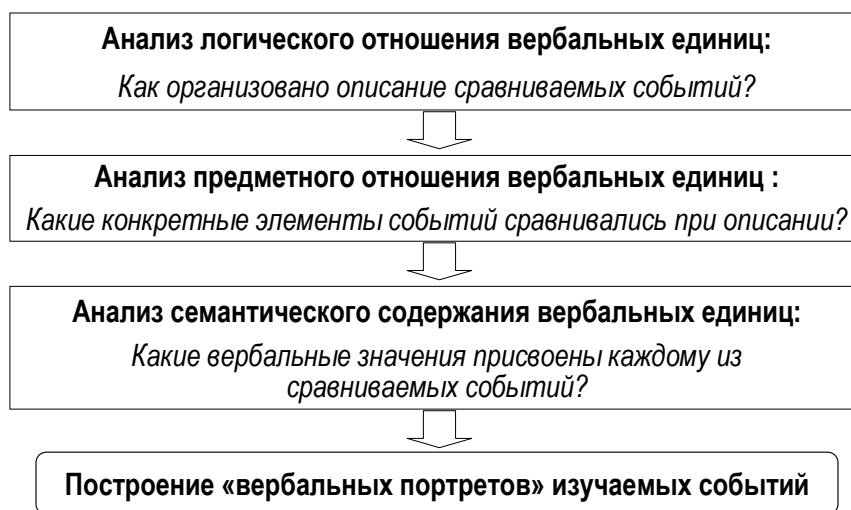 Анализ логического отношения вербальных единиц:
Как организовано описание сравниваемых событий?
Анализ предметного отношения вербальных единиц :
Какие конкретные элементы событий сравнивались при описании?
Анализ семантического содержания вербальных единиц:
Какие вербальные значения присвоены каждому из
сравниваемых событий?
Построение «вербальных портретов» изучаемых событий